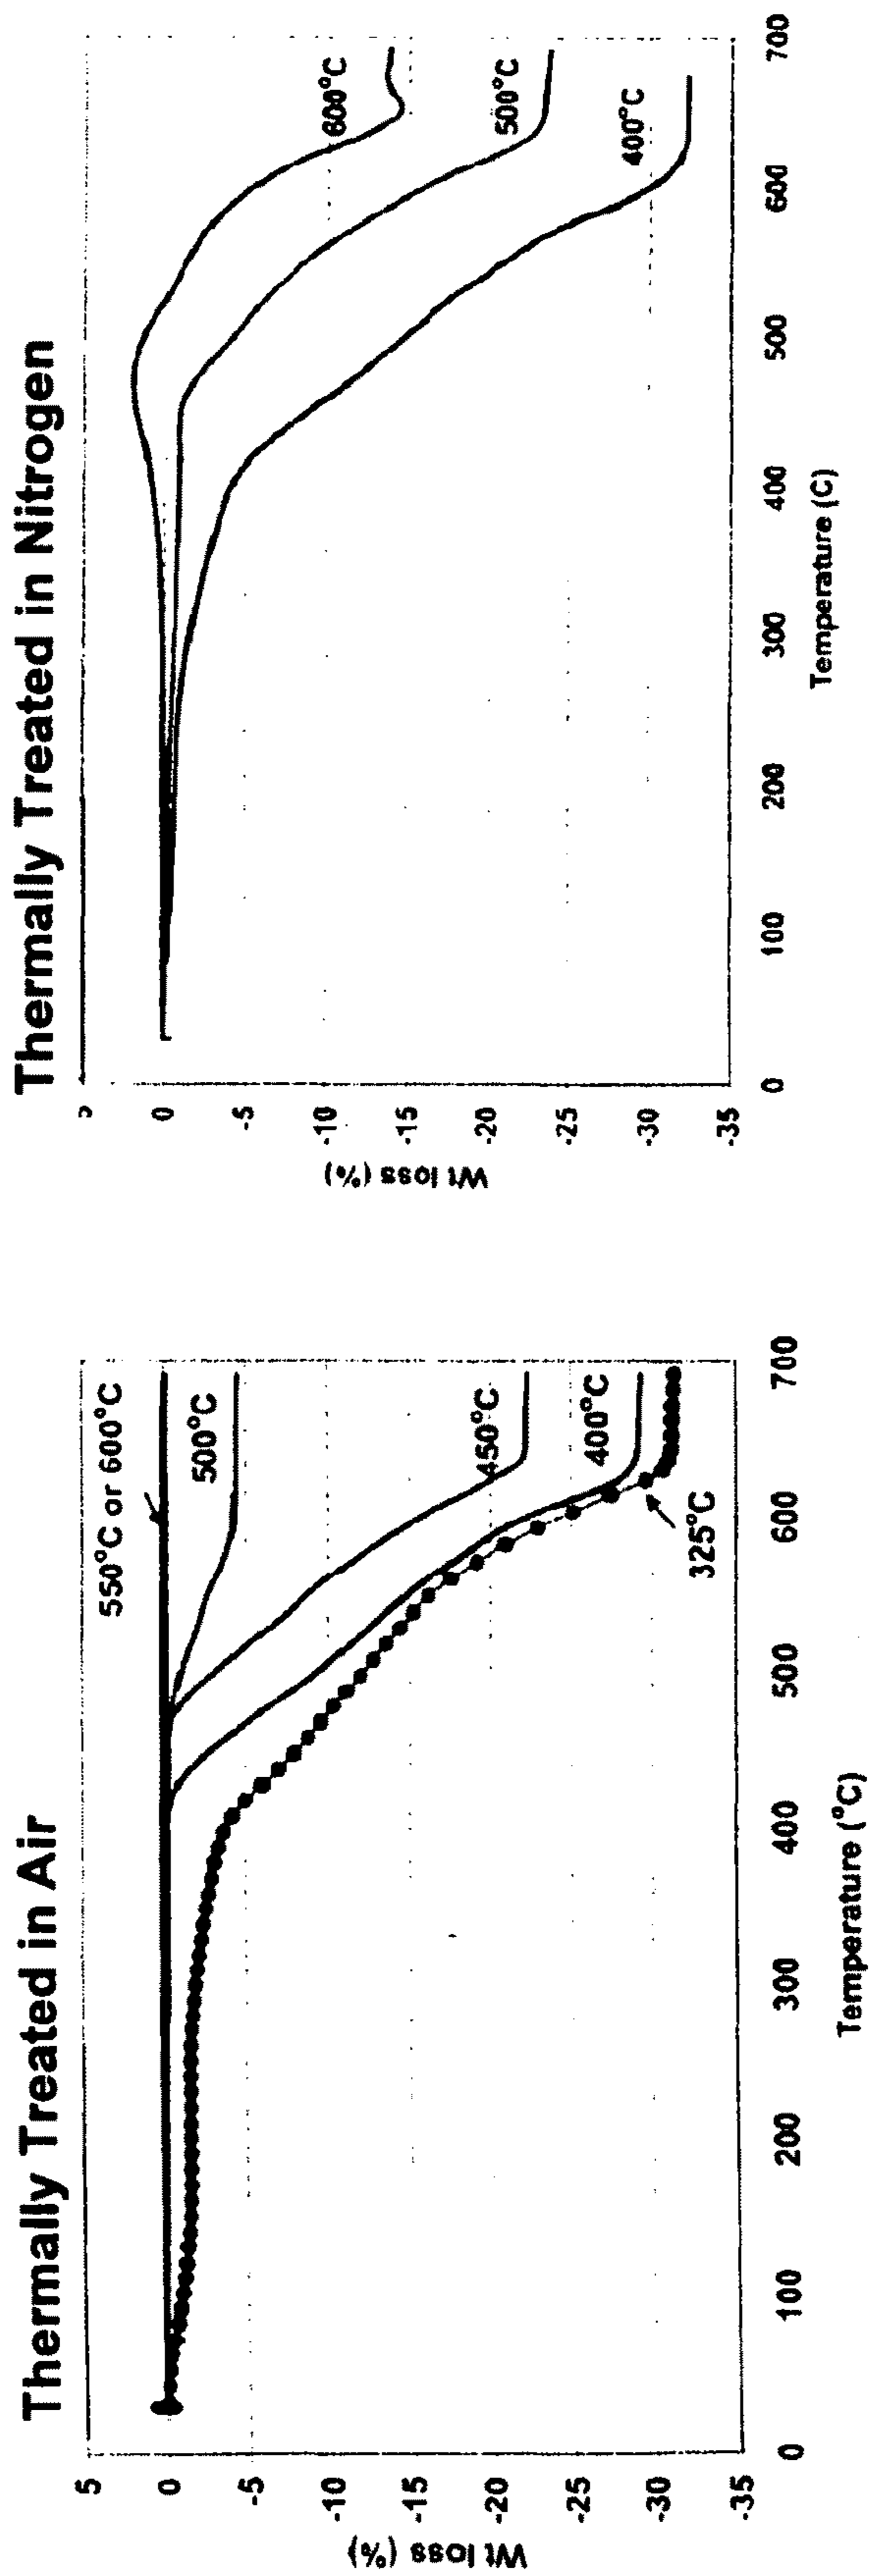 Thermally Treated in Air
5
0
-5
-10
-15
-20
-25
-30
-35
Wt loss (%)
550°C or 600°C
500°C
450°C
400°C
325°C
0
100
200
300
400
500
600
700
Temperature (°C)
Thermally Treated in Nitrogen
0
-5
-10
-15
-20
-25
-30
-35
Wt loss (%)
600°C
500°C
400°C
0
100
200
300
400
500
600
700
Temperature (C)